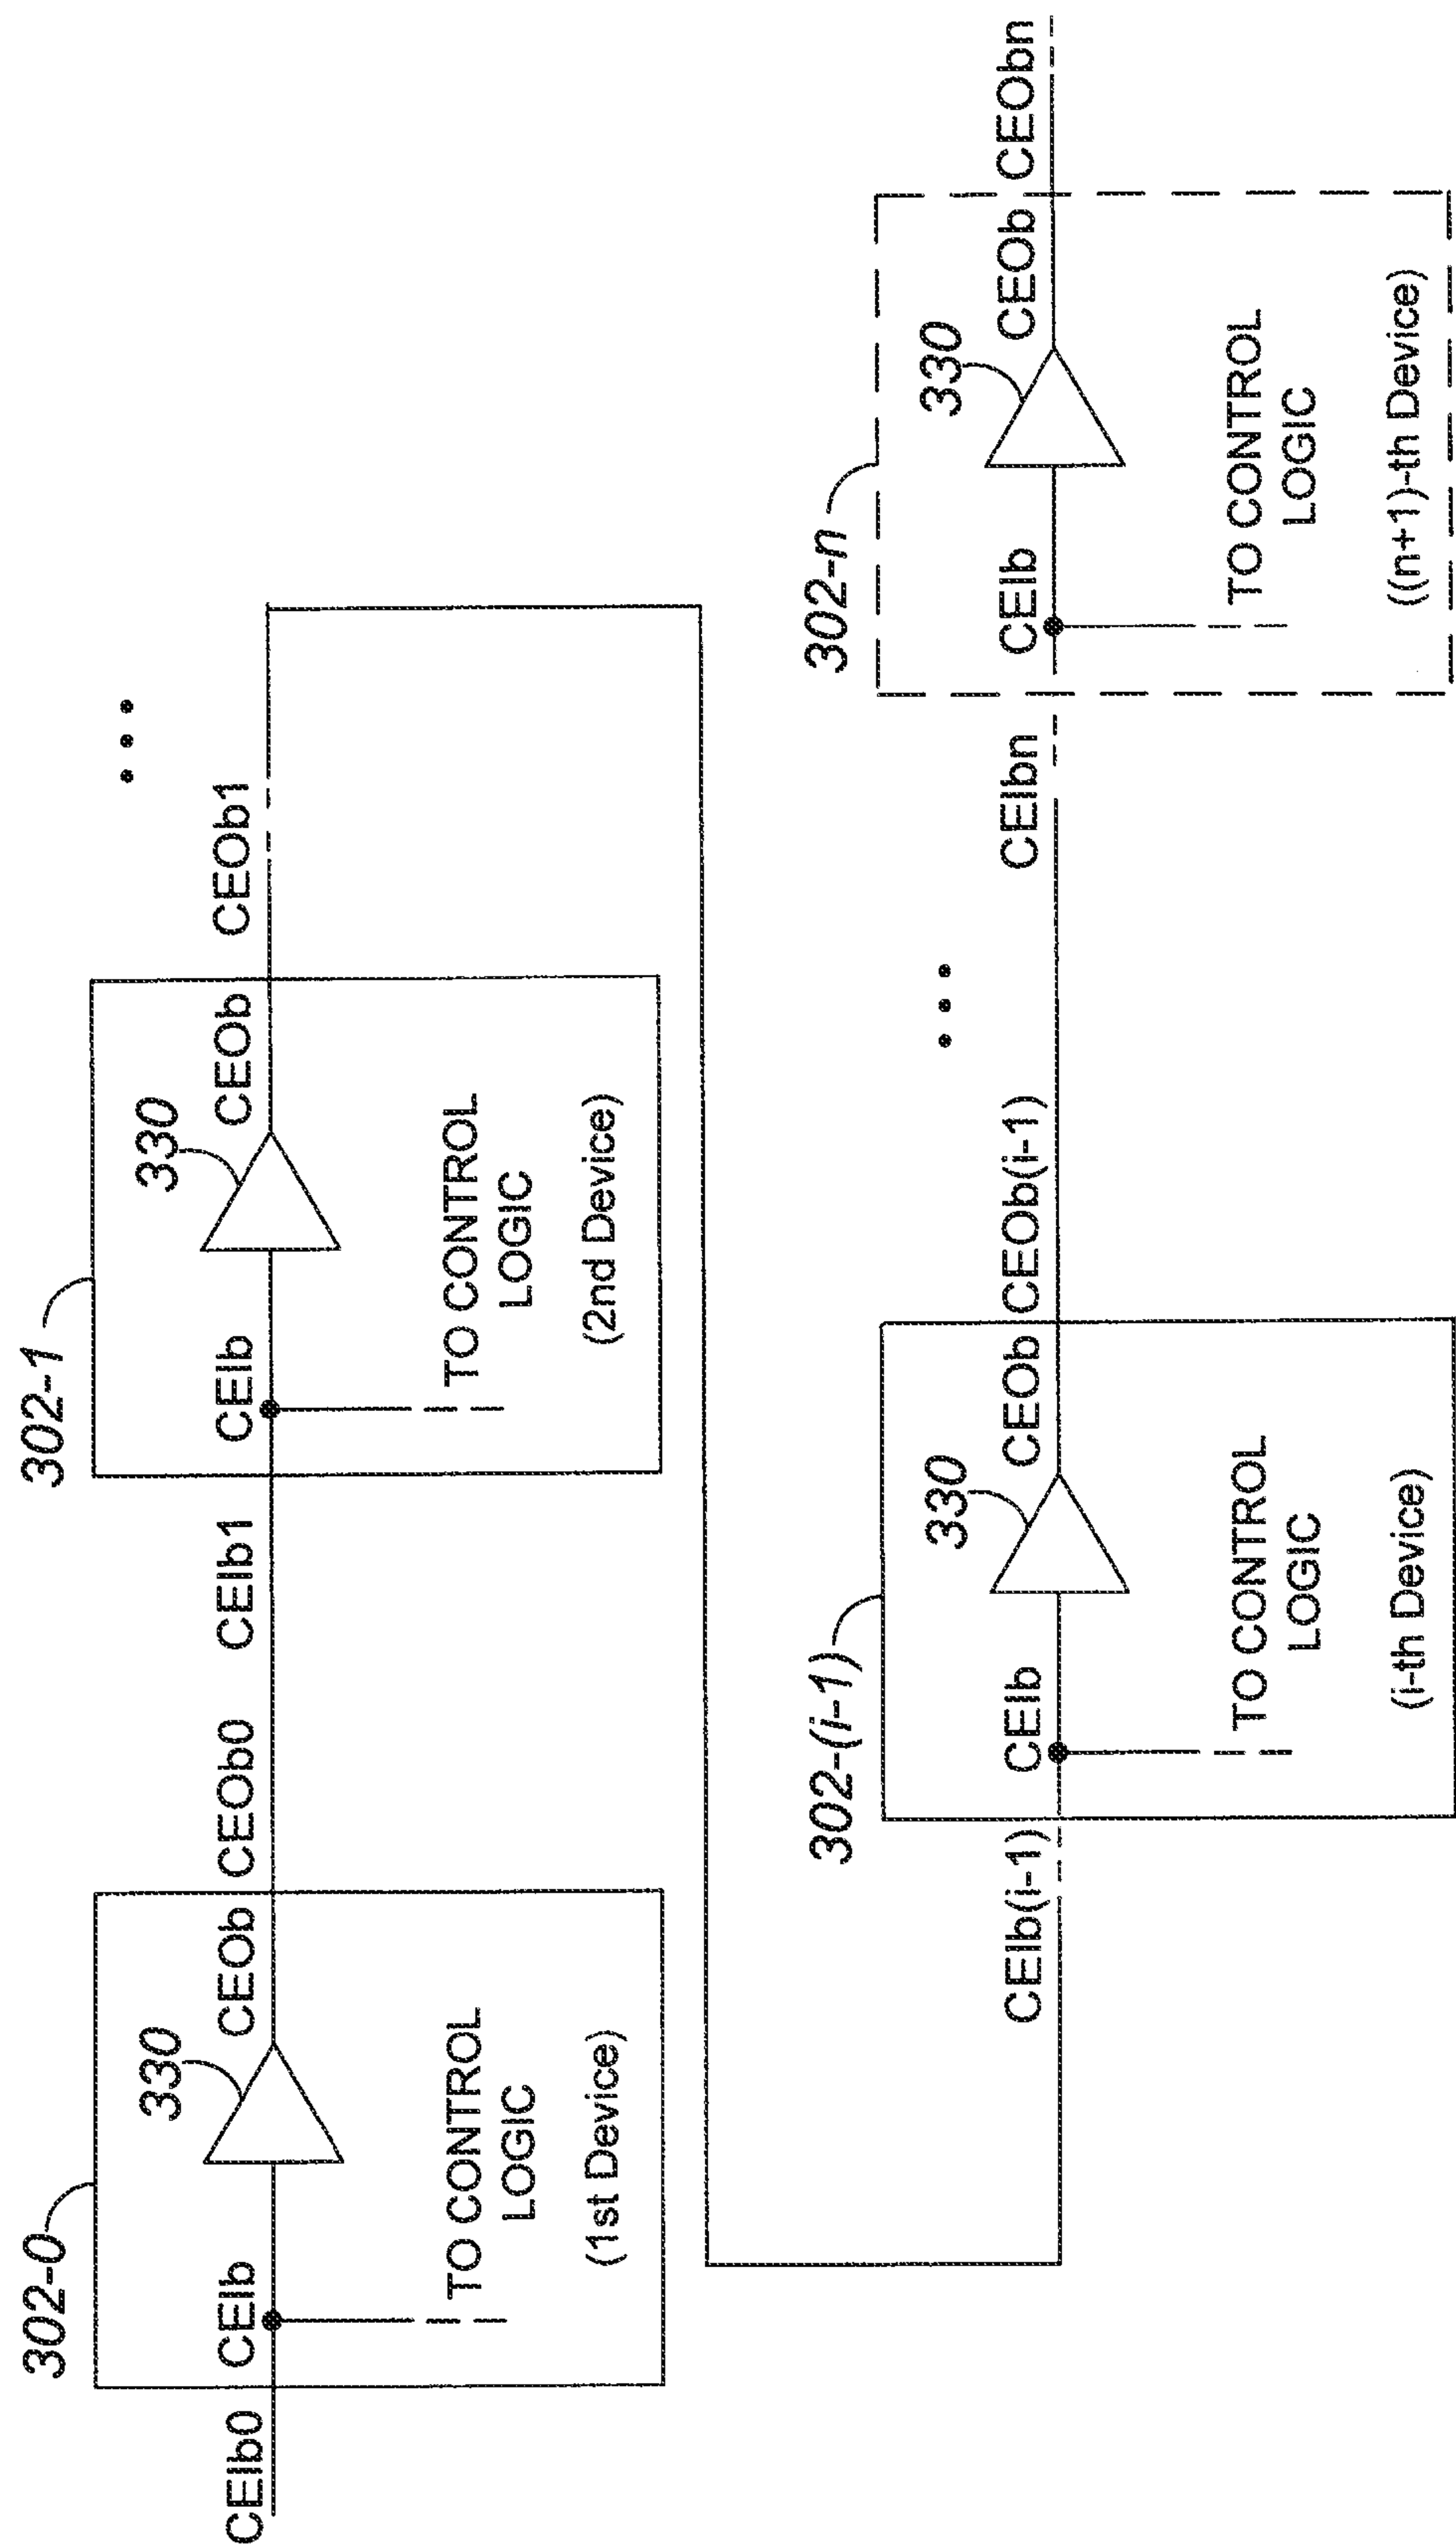 302-0
302-1
CEIb0
CEIb
330
CEOb
CEOb0
CEIb1
CEIb
330
CEOb
CEOb1
TO CONTROL
LOGIC
(1st Device)
TO CONTROL
LOGIC
(2nd Device)
302-(i-1)
302-n
CEIb(i-1)
CEIb
330
CEOb
CEOb(i-1)
CEIbn
CEIb
330
CEOb
CEObn
TO CONTROL
LOGIC
(i-th Device)
TO CONTROL
LOGIC
((n+1)-th Device)